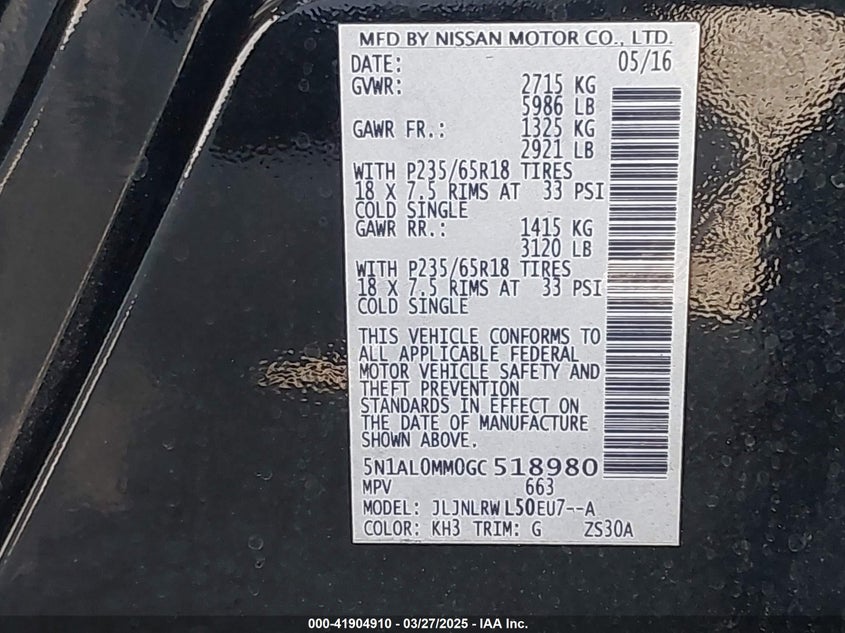 MFD BY NISSAN MOTOR CO., LTD.
DATE: 05/16
GVWR: 2715 KG
5986 LB
GAWR FR.: 1325 KG
2921 LB
WITH P235/65R18 TIRES
18 X 7.5 RIMS AT 33 PSI
COLD SINGLE
GAWR RR.: 1415 KG
3120 LB
WITH P235/65R18 TIRES
18 X 7.5 RIMS AT 33 PSI
COLD SINGLE
THIS VEHICLE CONFORMS TO
ALL APPLICABLE FEDERAL
MOTOR VEHICLE SAFETY AND
THEFT PREVENTION
STANDARDS IN EFFECT ON
THE DATE OF MANUFACTURE
SHOWN ABOVE.
5N1AL0MM0GC518980
MPV 663
MODEL: JLJNLRWL50EU7--A
COLOR: KH3 TRIM: G ZS30A
000-41904910 - 03/27/2025 - IAA Inc.